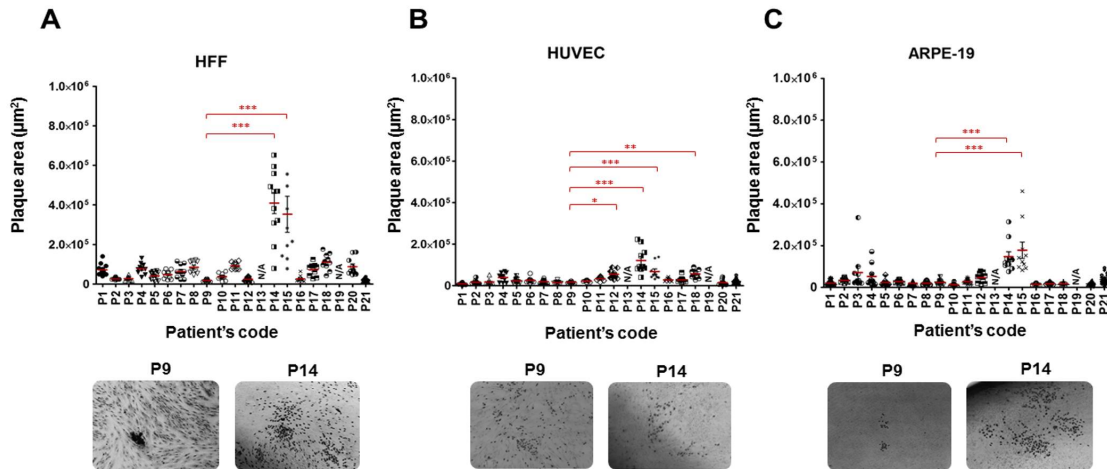 A
HFF
Plaque area (µm²)
1.0×10⁶
8.0×10⁵
6.0×10⁵
4.0×10⁵
2.0×10⁵
0
***
***
N/A
N/A
P1 P2 P3 P4 P5 P6 P7 P8 P9 P10 P11 P12 P13 P14 P15 P16 P17 P18 P19 P20 P21
Patient's code
P9 P14
B
HUVEC
Plaque area (µm²)
1.0×10⁶
8.0×10⁵
6.0×10⁵
4.0×10⁵
2.0×10⁵
0
**
***
***
*
N/A
N/A
P1 P2 P3 P4 P5 P6 P7 P8 P9 P10 P11 P12 P13 P14 P15 P16 P17 P18 P19 P20 P21
Patient's code
P9 P14
C
ARPE-19
Plaque area (µm²)
1.0×10⁶
8.0×10⁵
6.0×10⁵
4.0×10⁵
2.0×10⁵
0
***
***
N/A
N/A
P1 P2 P3 P4 P5 P6 P7 P8 P9 P10 P11 P12 P13 P14 P15 P16 P17 P18 P19 P20 P21
Patient's code
P9 P14